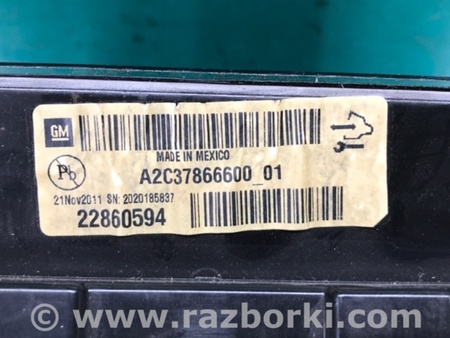 GM
MADE IN MEXICO
Pb
A2C37866600_01
21Nov2011 SN: 2020185837
22860594
www.razborki.com